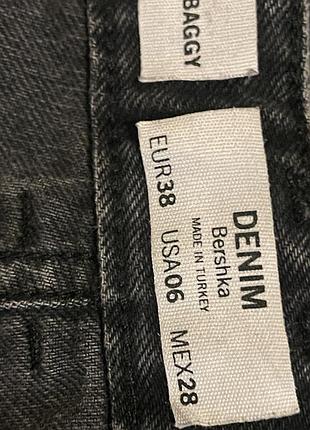 BAGGY
DENIM
Bershka
MADE IN TURKEY
EUR38 USA06 MEX28